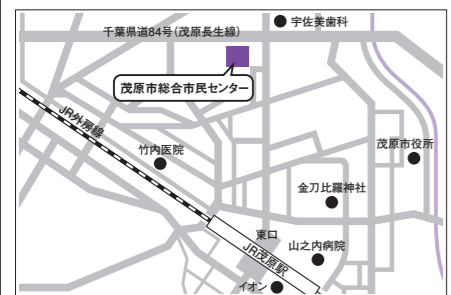 宇佐美歯科
千葉県道84号(茂原長生線)
茂原市総合市民センター
JR外房線
竹内医院
茂原市役所
金刀比羅神社
東口
山之内病院
JR茂原駅
イオン